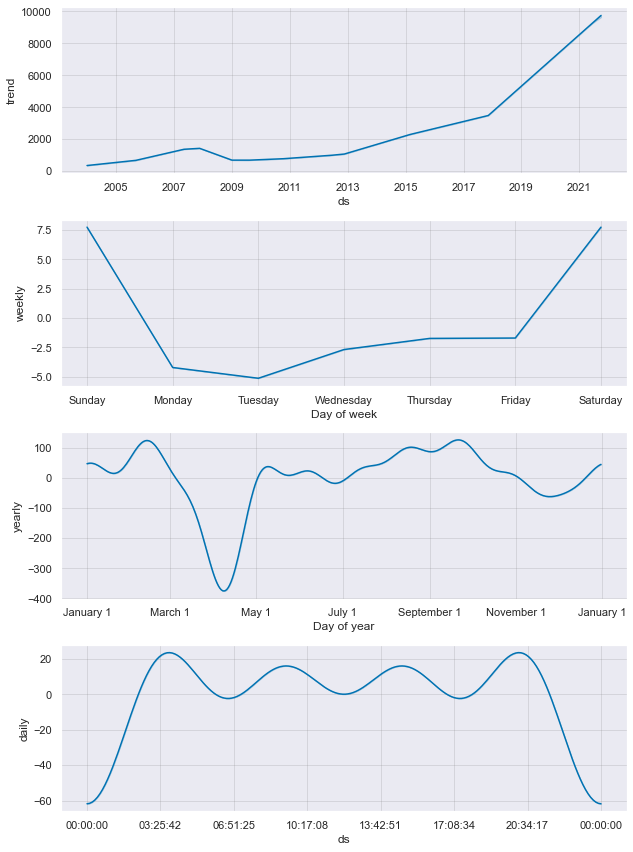 10000
8000
6000
4000
2000
0
trend
2005 2007 2009 2011 2013 2015 2017 2019 2021
ds
7.5
5.0
2.5
0.0
−2.5
−5.0
weekly
Sunday Monday Tuesday Wednesday Thursday Friday Saturday
Day of week
100
0
−100
−200
−300
−400
yearly
January 1 March 1 May 1 July 1 September 1 November 1 January 1
Day of year
20
0
−20
−40
−60
daily
00:00:00 03:25:42 06:51:25 10:17:08 13:42:51 17:08:34 20:34:17 00:00:00
ds